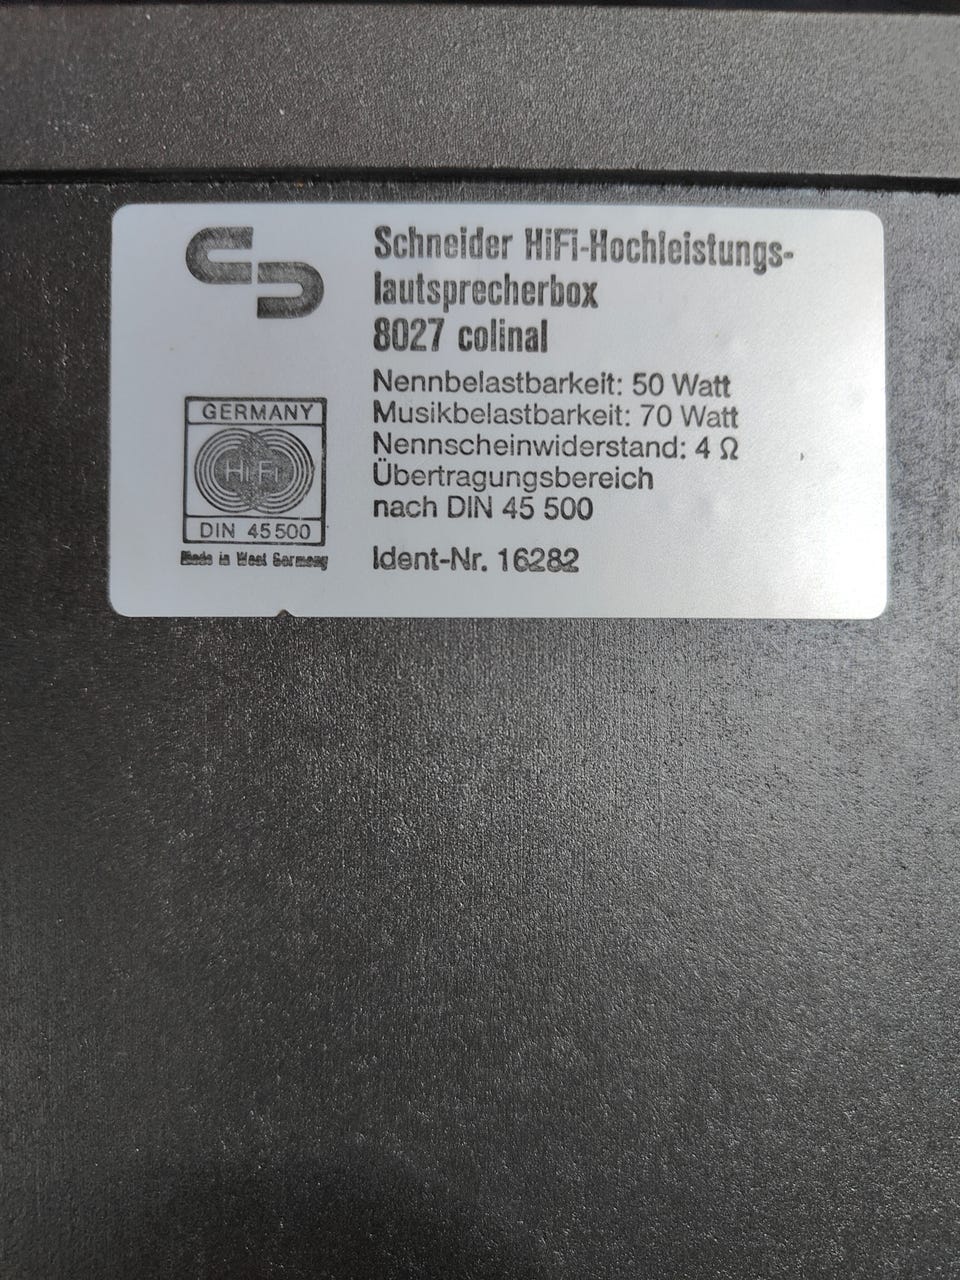 Schneider HiFi-Hochleistungs-
lautsprecherbox
8027 colinal
Nennbelastbarkeit: 50 Watt
Musikbelastbarkeit: 70 Watt
Nennscheinwiderstand: 4 Ω
Übertragungsbereich
nach DIN 45 500
Ident-Nr. 16282
GERMANY
Hi-Fi
DIN 45500
Made in West Germany